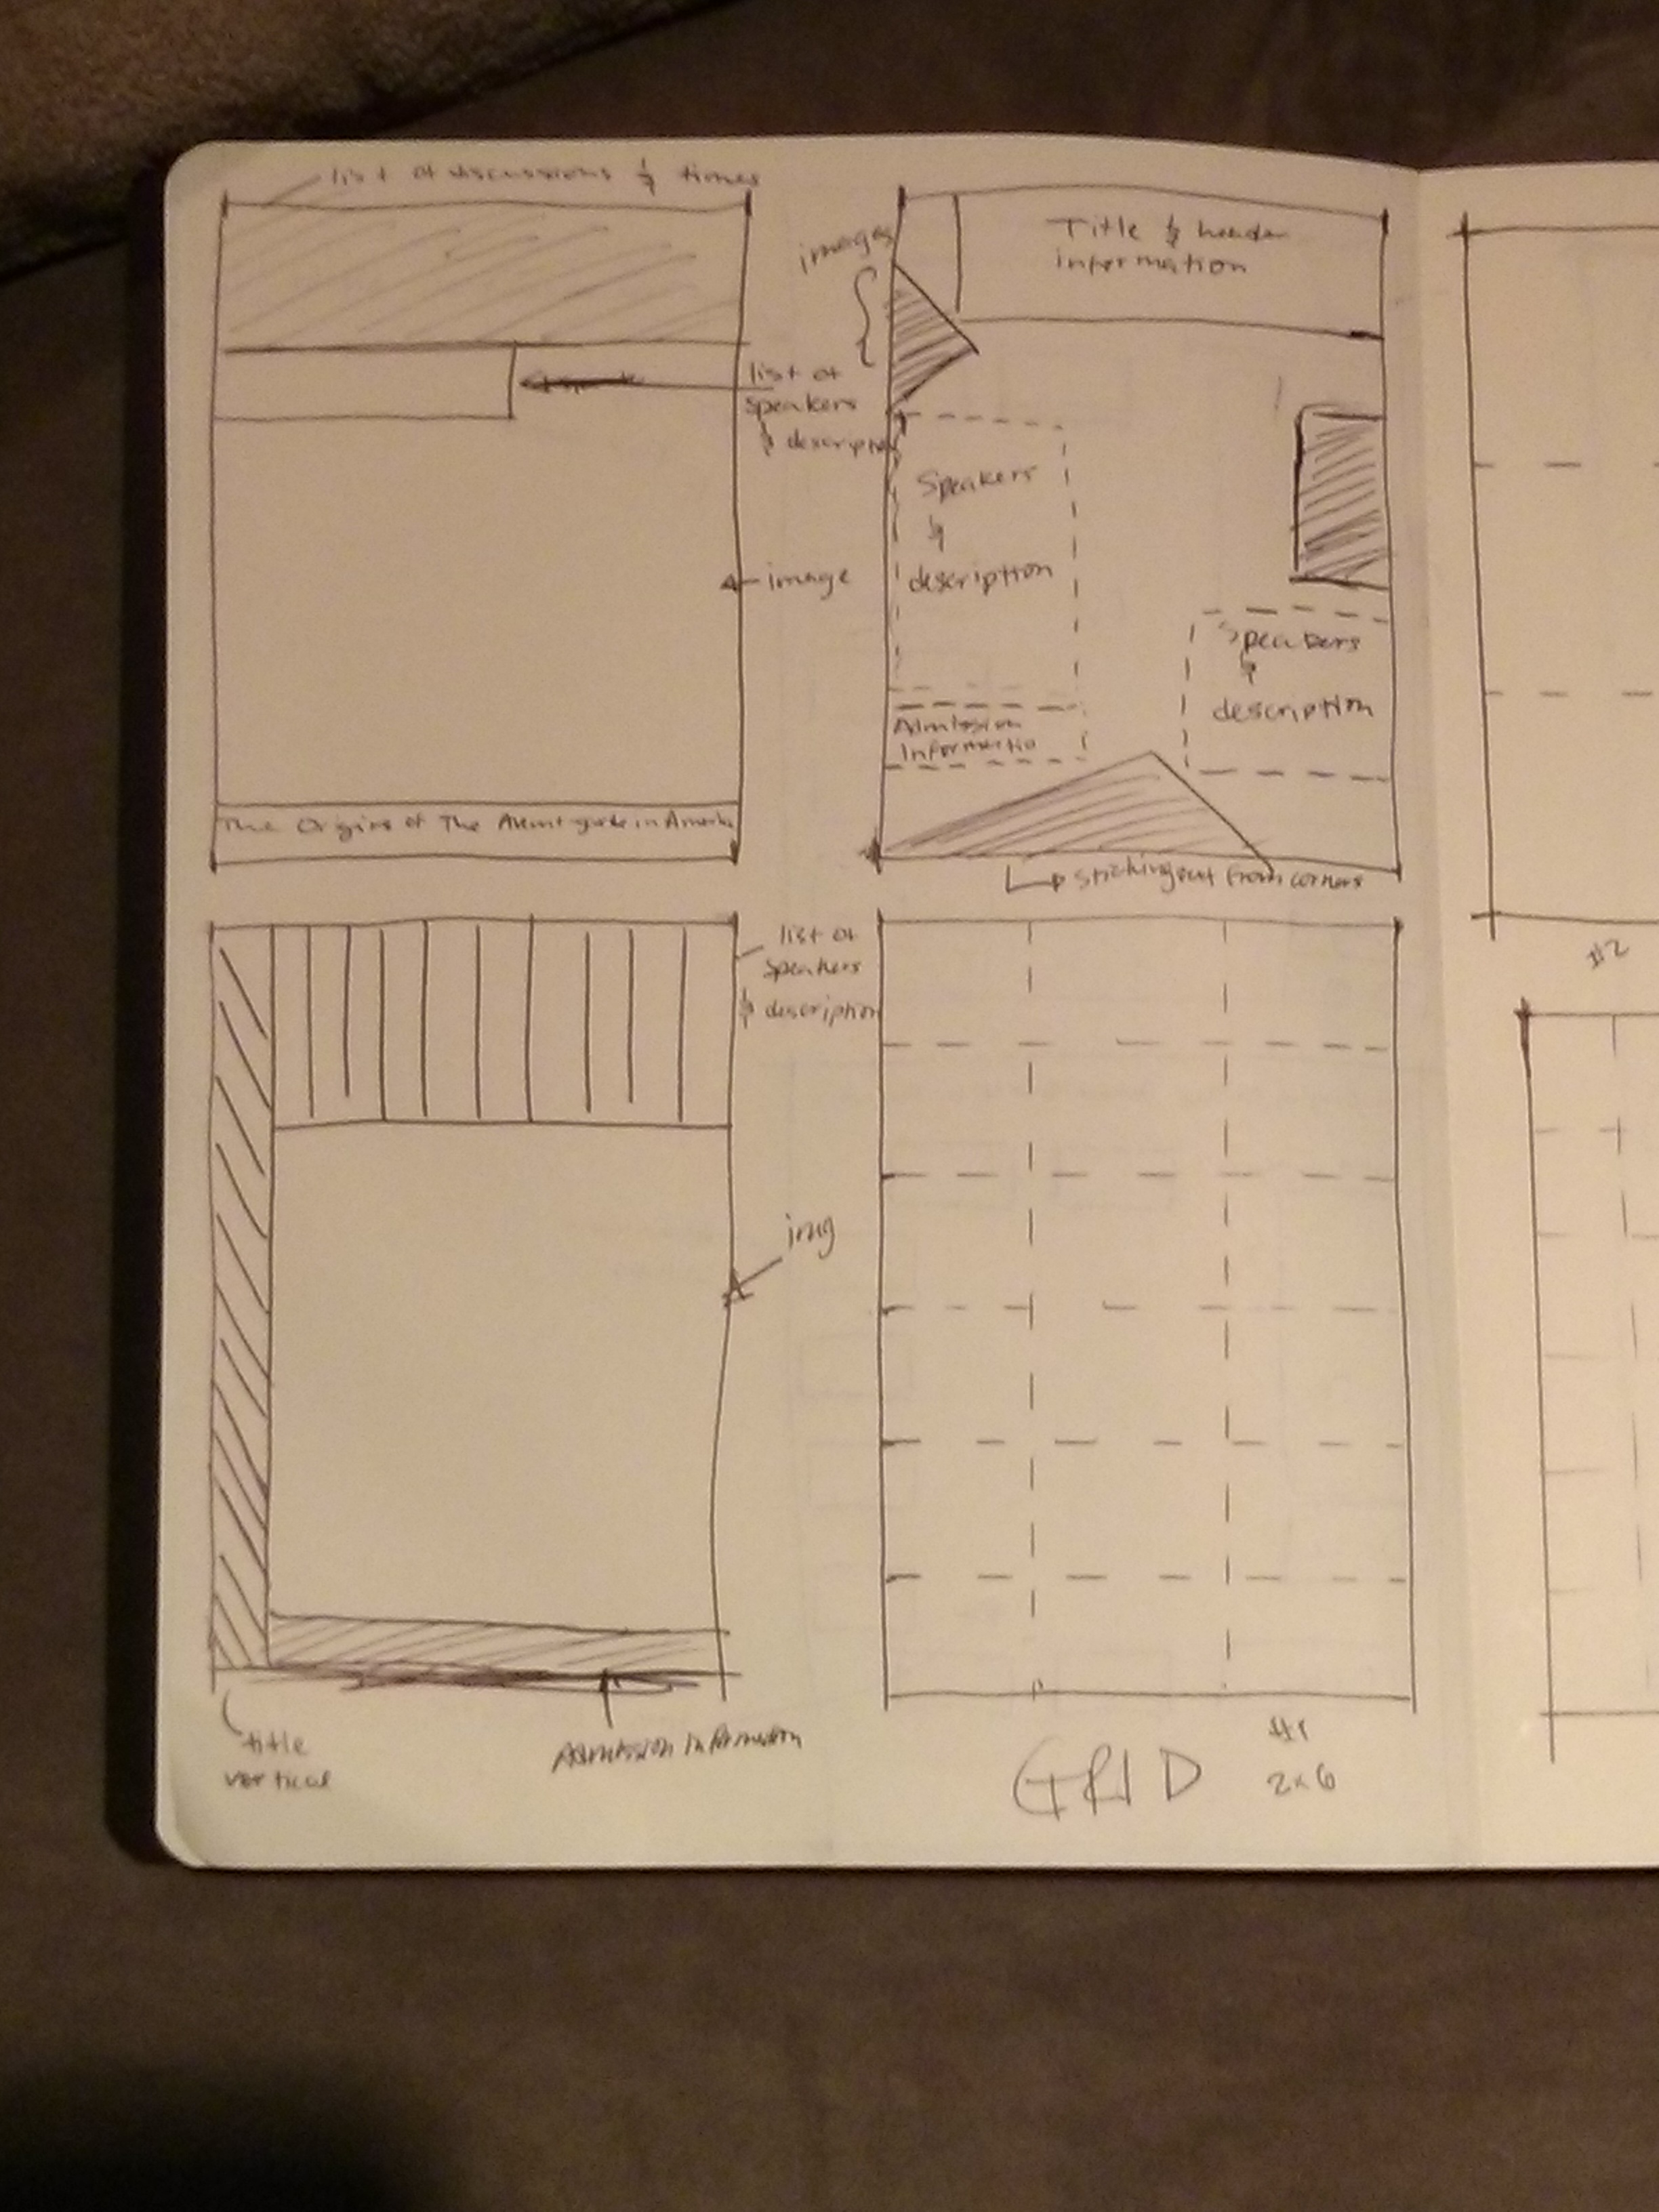 list of discussions & times
list of
speakers
& description
image
The Origins of The Avant-garde in America
images
Title & header
information
Speakers
&
description
Speakers
&
description
Admission
Informatio
sticking out from corners
list of
speakers
& description
img
title
vertical
Admission Information
GRID
#1
2x6
#2